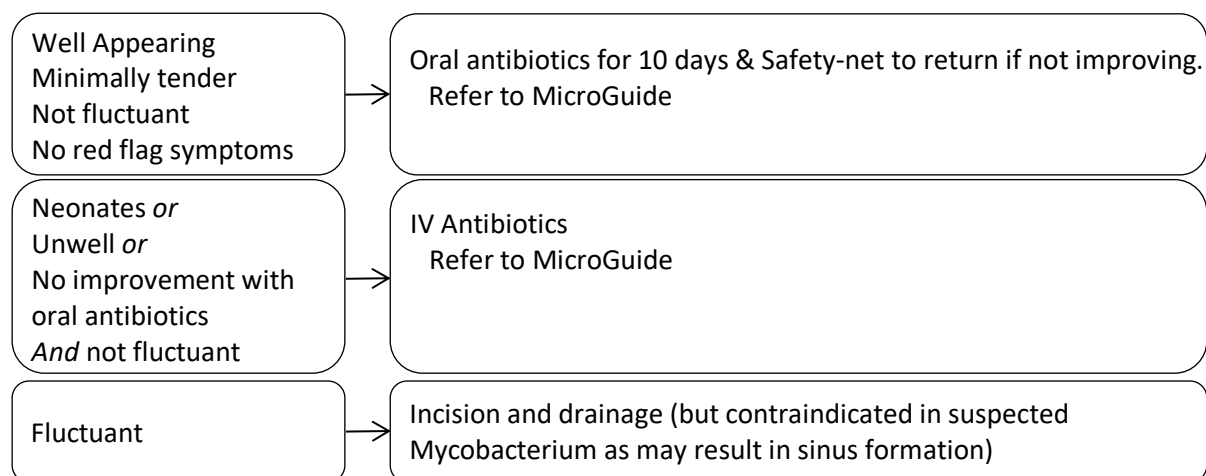 Well Appearing
Minimally tender
Not fluctuant
No red flag symptoms
Oral antibiotics for 10 days & Safety-net to return if not improving.
Refer to MicroGuide
Neonates or
Unwell or
No improvement with
oral antibiotics
And not fluctuant
IV Antibiotics
Refer to MicroGuide
Fluctuant
Incision and drainage (but contraindicated in suspected
Mycobacterium as may result in sinus formation)